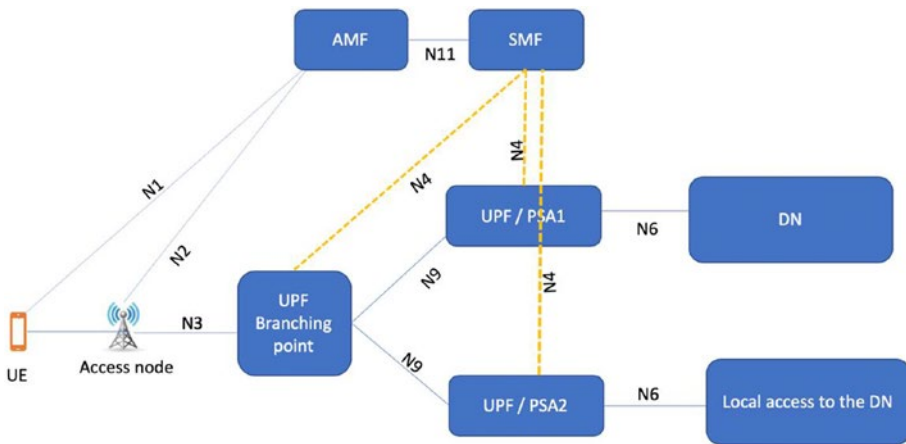 AMF
SMF
N11
N1
N2
N4
N4
N4
UPF / PSA1
N6
DN
N9
UE
Access node
N3
UPF
Branching
point
N9
UPF / PSA2
N6
Local access to the DN